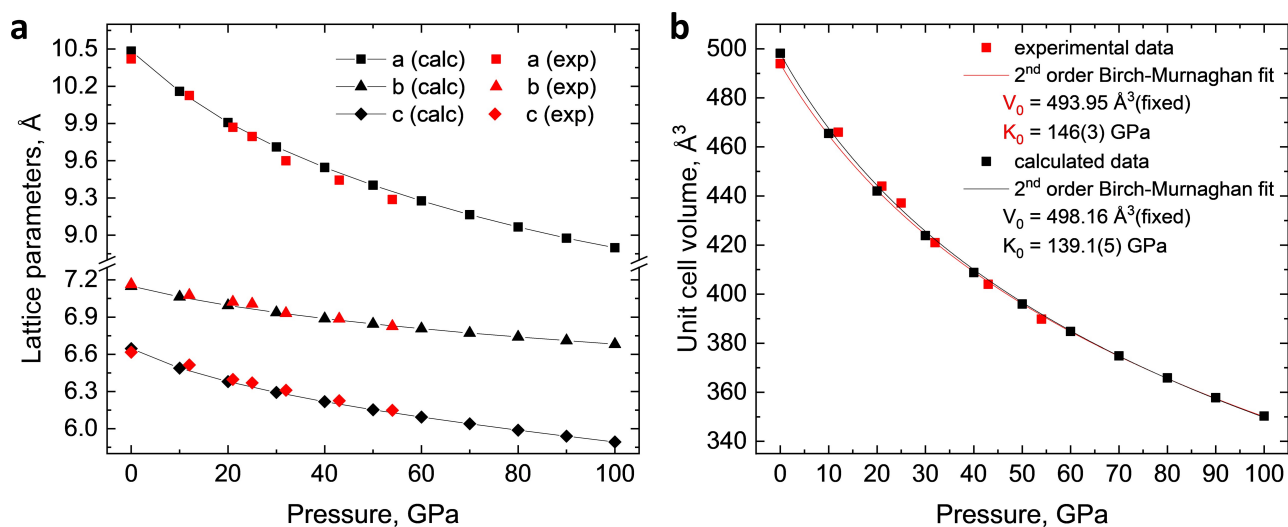 a
10.5
10.2
9.9
9.6
9.3
9.0
7.2
6.9
6.6
6.3
6.0
Lattice parameters, Å
a (calc) a (exp)
b (calc) b (exp)
c (calc) c (exp)
0 20 40 60 80 100
Pressure, GPa
b
500
480
460
440
420
400
380
360
340
Unit cell volume, Å³
experimental data
2nd order Birch-Murnaghan fit
V₀ = 493.95 Å³(fixed)
K₀ = 146(3) GPa
calculated data
2nd order Birch-Murnaghan fit
V₀ = 498.16 Å³(fixed)
K₀ = 139.1(5) GPa
0 10 20 30 40 50 60 70 80 90 100
Pressure, GPa